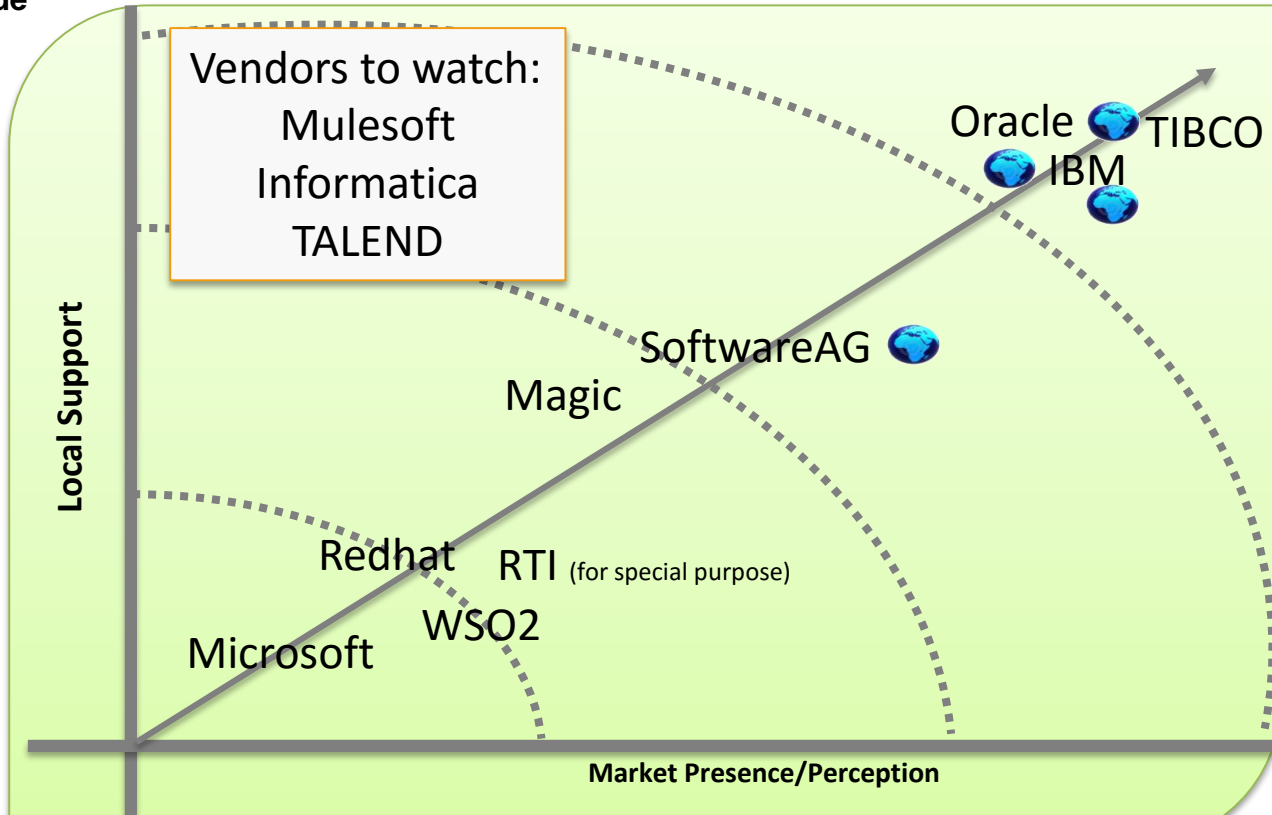 Vendors to watch:
Mulesoft
Informatica
TALEND
Oracle
TIBCO
IBM
SoftwareAG
Magic
Redhat
RTI (for special purpose)
WSO2
Microsoft
Local Support
Market Presence/Perception